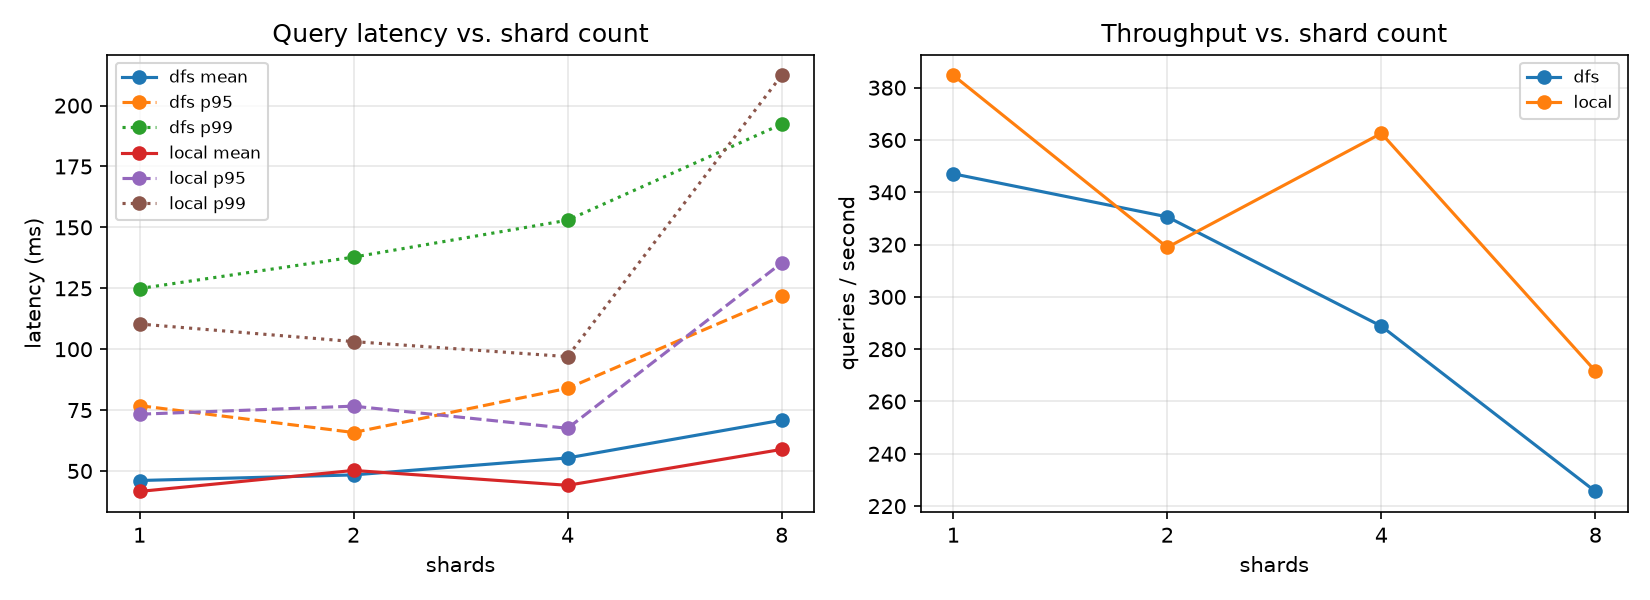 Query latency vs. shard count
dfs mean
dfs p95
dfs p99
local mean
local p95
local p99
latency (ms)
200
175
150
125
100
75
50
1 2 4 8
shards
Throughput vs. shard count
dfs
local
queries / second
380
360
340
320
300
280
260
240
220
1 2 4 8
shards